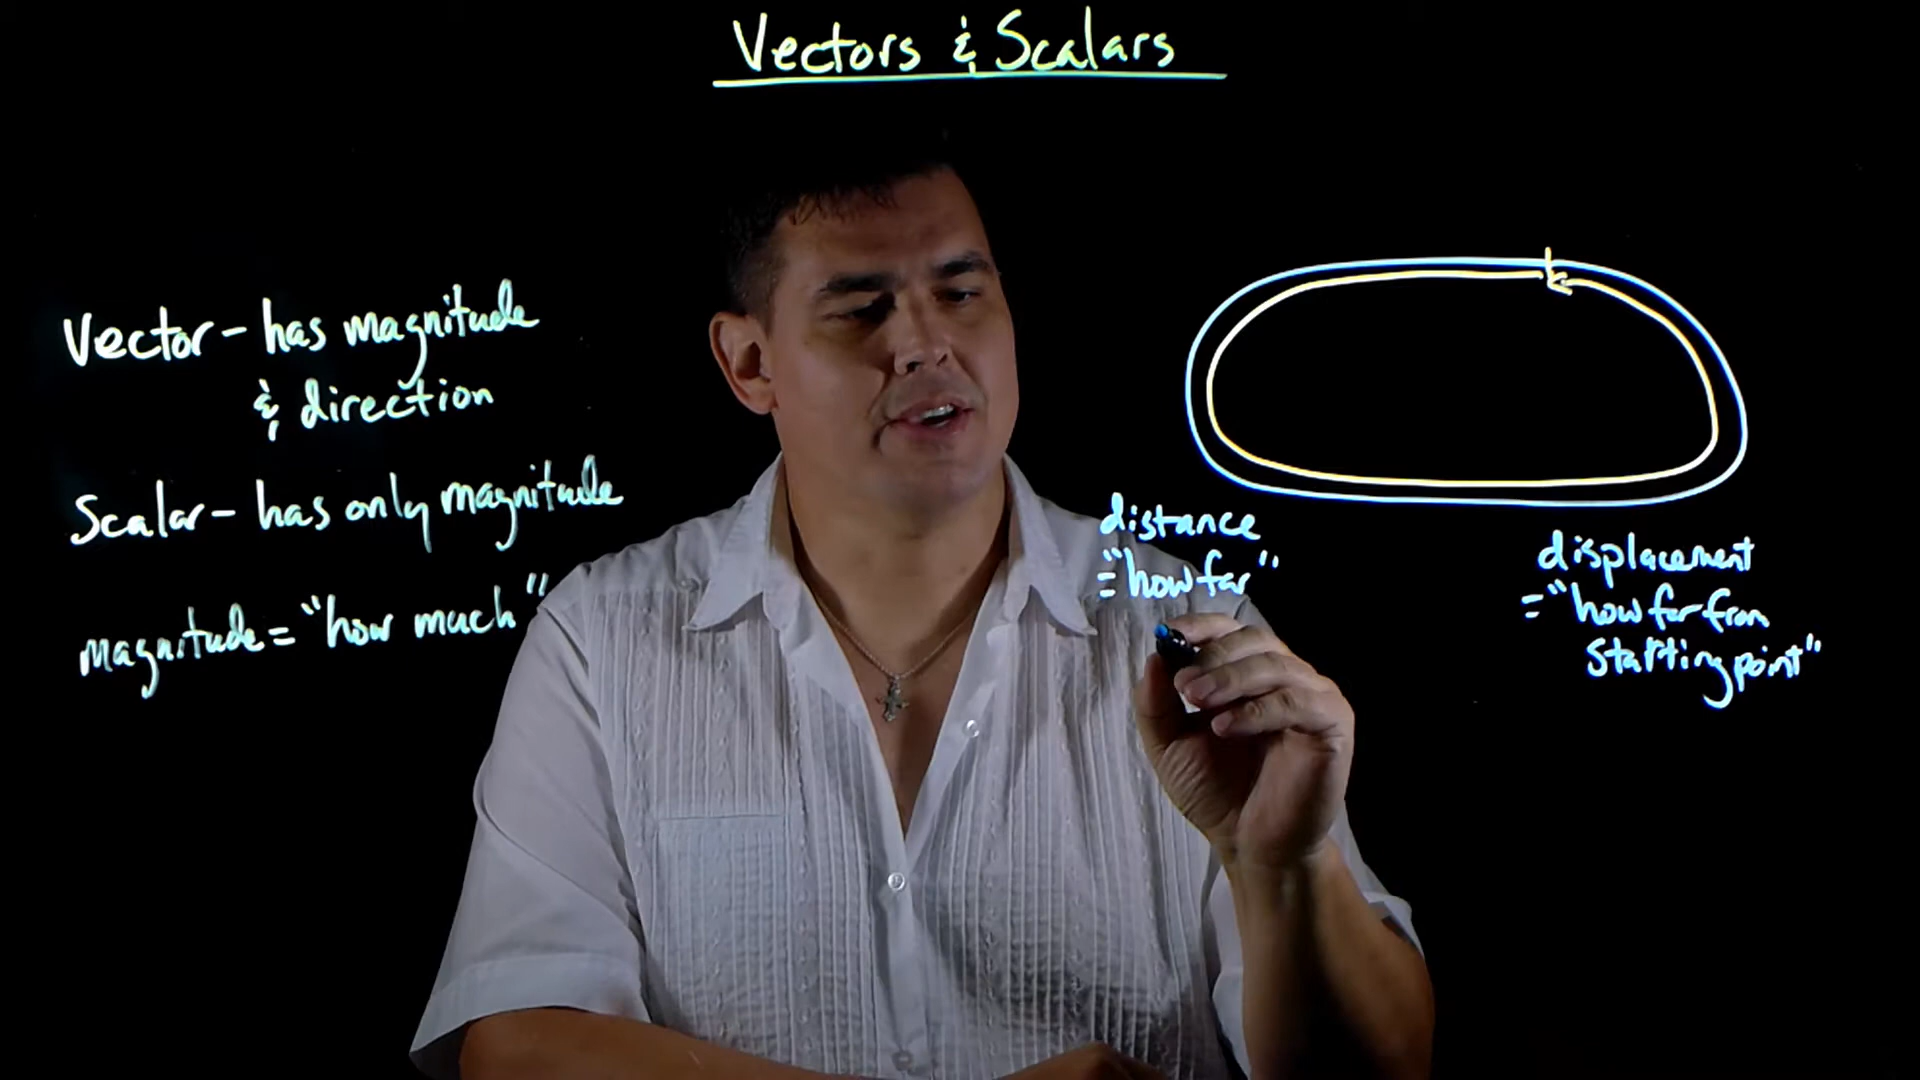 Vectors & Scalars
Vector - has magnitude
& direction
Scalar - has only magnitude
magnitude = "how much"
distance
= "how far"
displacement
= "how far from
starting point"